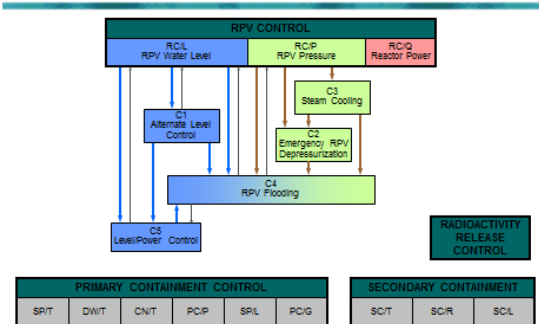 RPV CONTROL
RC/L
RPV Water Level
RC/P
RPV Pressure
RC/Q
Reactor Power
C3
Steam Cooling
C1
Alternate Level
Control
C2
Emergency RPV
Depressurization
C4
RPV Flooding
C5
Level/Power Control
RADIOACTIVITY
RELEASE
CONTROL
PRIMARY CONTAINMENT CONTROL
SP/T DW/T CN/T PC/P SP/L PC/G
SECONDARY CONTAINMENT
SC/T SC/R SC/L